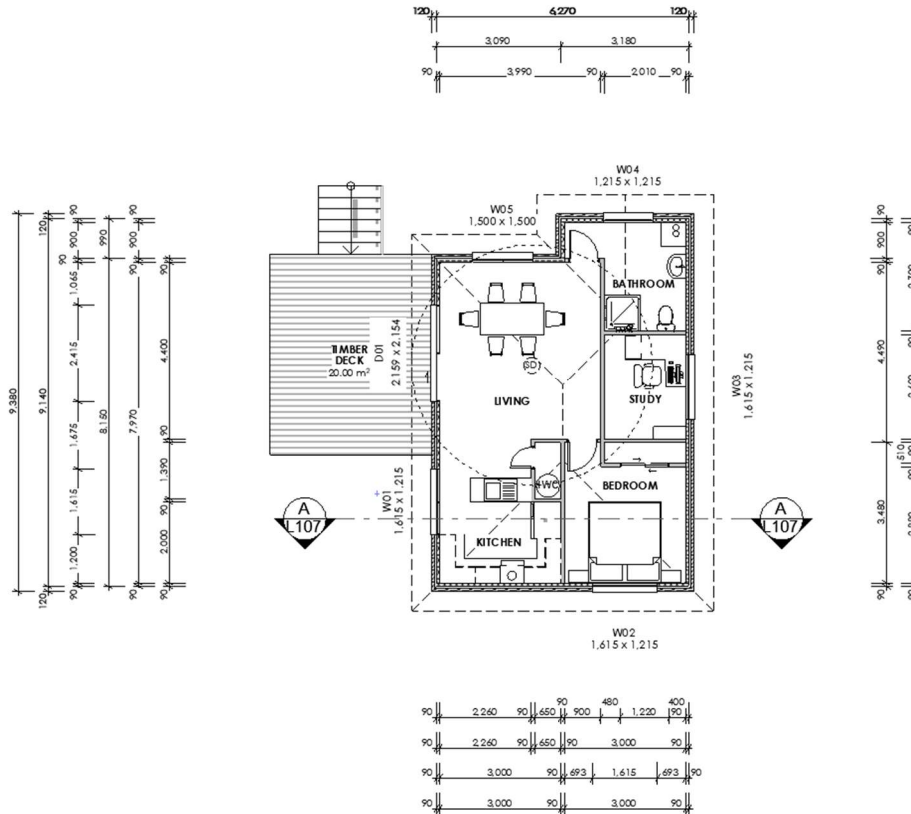 120 6,270 120
3,090 3,180
90 3,990 90 2,010 90
W04
1,215 x 1,215
W05
1,500 x 1,500
BATHROOM
TIMBER
DECK
20.00 m²
D01
2,159 x 2,154
SD
LIVING
STUDY
W03
1,615 x 1,215
W01
1,615 x 1,215
BEDROOM
KITCHEN
A
L107
A
L107
W02
1,615 x 1,215
9,380
120 9,140 120
90 900 90 1,065 2,415 1,675 1,615 1,200
990 8,150
90 900 90 7,970 90
4,400 90 1,390 90 2,000 90
90 900 90 4,490 510 3,480 90
90 480 400
90 2,260 90 650 900 1,220 90
90 2,260 90 650 90 3,000 90
90 3,000 90 693 1,615 693 90
90 3,000 90 3,000 90